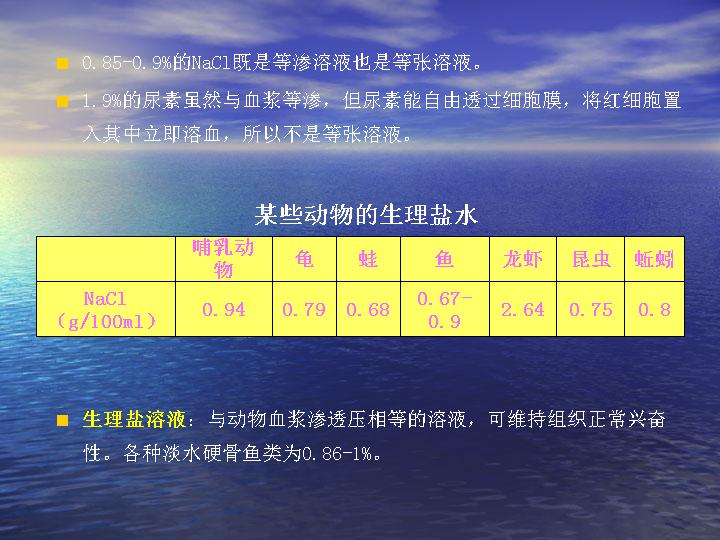 0.85-0.9%的NaCl既是等渗溶液也是等张溶液。
1.9%的尿素虽然与血浆等渗，但尿素能自由透过细胞膜，将红细胞置
入其中立即溶血，所以不是等张溶液。
某些动物的生理盐水
哺乳动物 龟 蛙 鱼 龙虾 昆虫 蚯蚓
NaCl（g/100ml） 0.94 0.79 0.68 0.67-0.9 2.64 0.75 0.8
生理盐溶液：与动物血浆渗透压相等的溶液，可维持组织正常兴奋
性。各种淡水硬骨鱼类为0.86-1%。